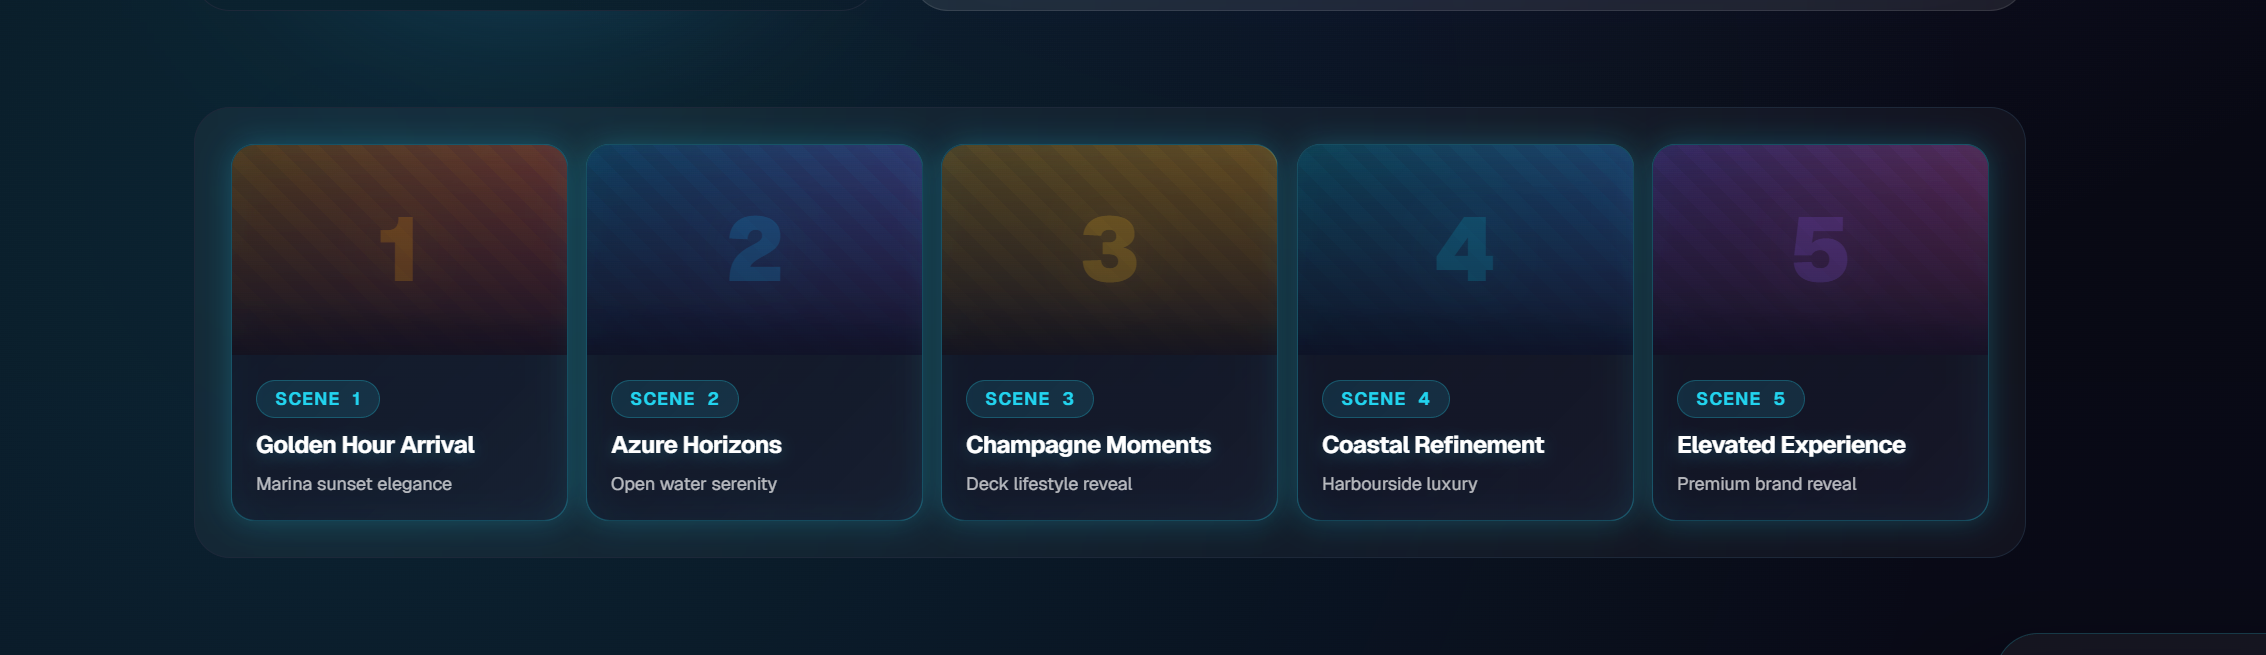 1
2
3
4
5
SCENE 1
Golden Hour Arrival
Marina sunset elegance
SCENE 2
Azure Horizons
Open water serenity
SCENE 3
Champagne Moments
Deck lifestyle reveal
SCENE 4
Coastal Refinement
Harbourside luxury
SCENE 5
Elevated Experience
Premium brand reveal